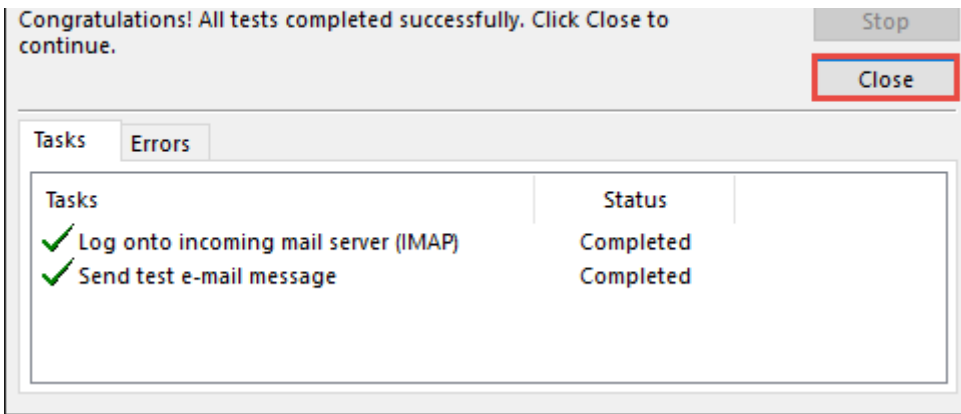 Congratulations! All tests completed successfully. Click Close to
continue.
Stop
Close
Tasks
Errors
Tasks
Status
Log onto incoming mail server (IMAP)
Completed
Send test e-mail message
Completed